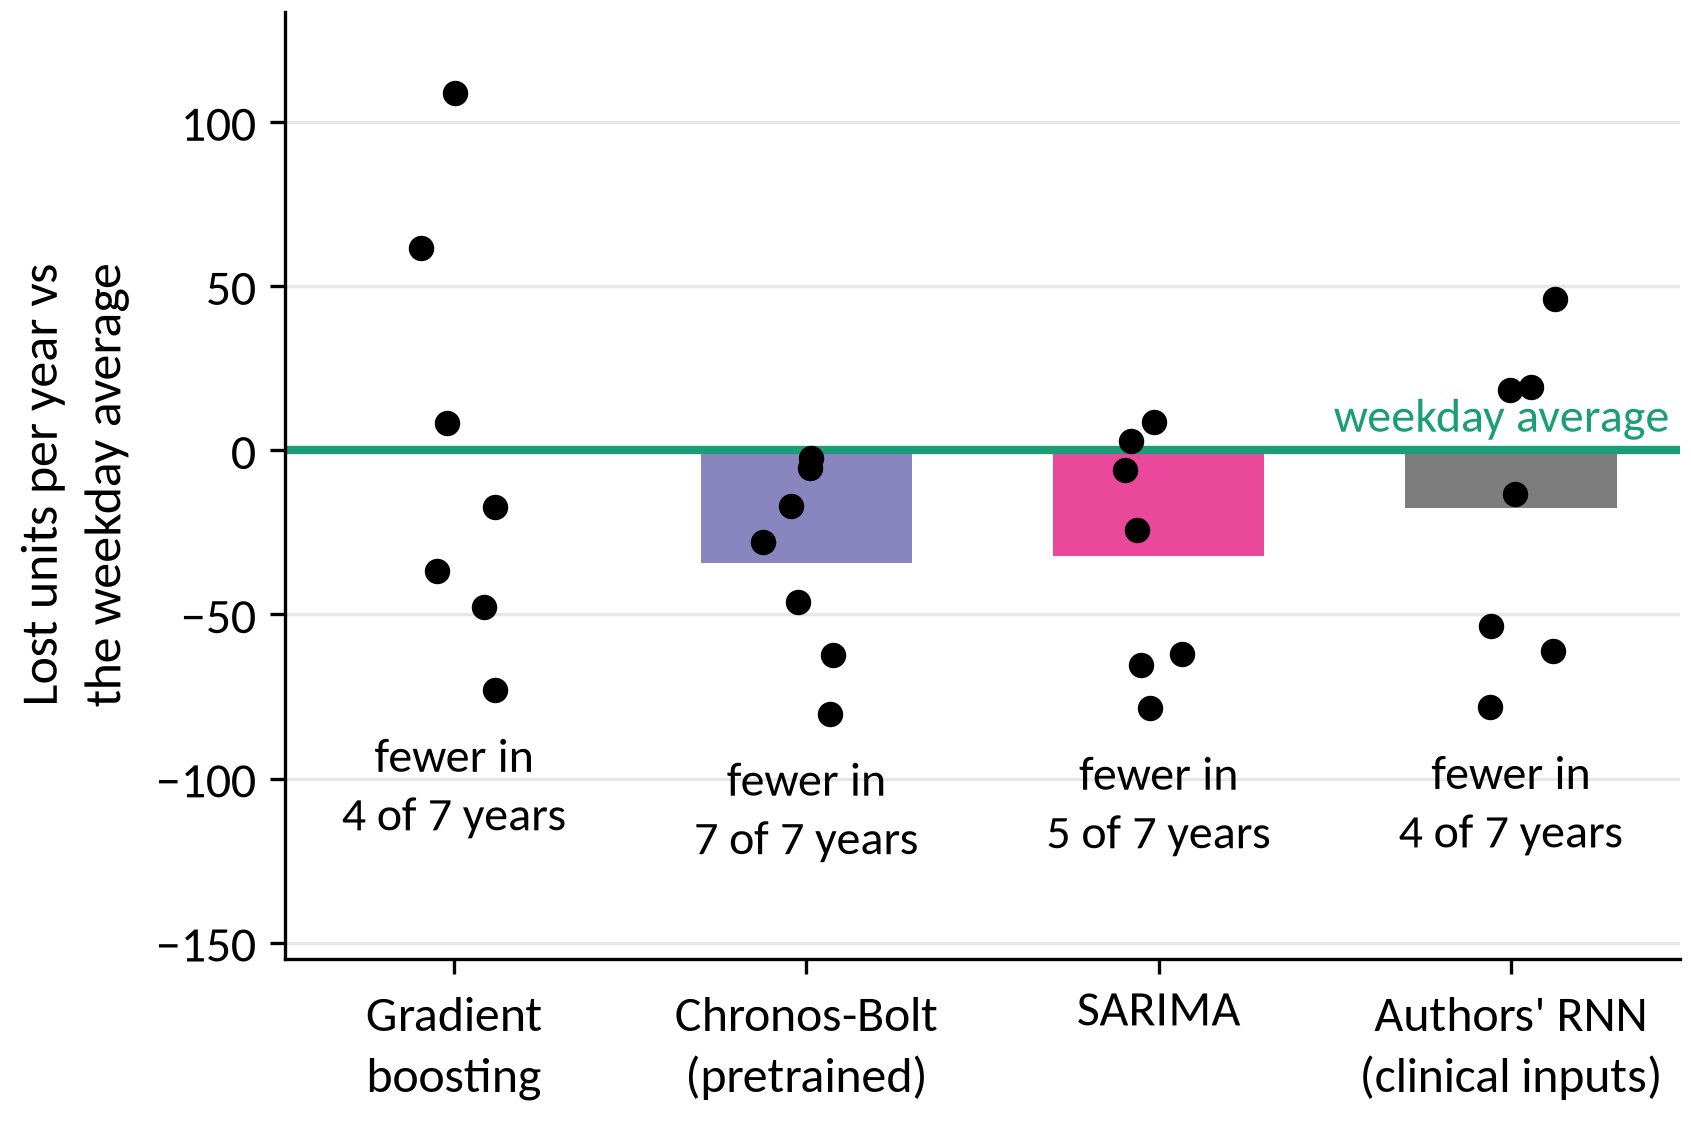 Lost units per year vs
the weekday average
100
50
0
−50
−100
−150
weekday average
fewer in
4 of 7 years
fewer in
7 of 7 years
fewer in
5 of 7 years
fewer in
4 of 7 years
Gradient
boosting
Chronos-Bolt
(pretrained)
SARIMA
Authors' RNN
(clinical inputs)